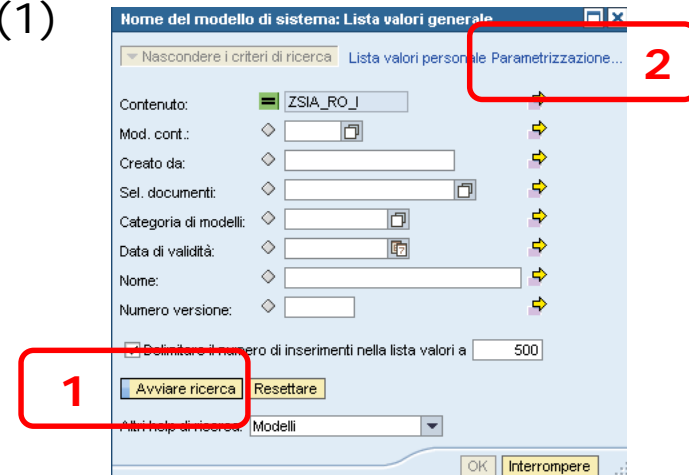 (1)
Nome del modello di sistema: Lista valori generale
Nascondere i criteri di ricerca Lista valori personale Parametrizzazione...
2
Contenuto: ZSIA_RO_I
Mod. cont.:
Creato da:
Sel. documenti:
Categoria di modelli:
Data di validità:
Nome:
Numero versione:
Delimitare il numero di inserimenti nella lista valori a 500
1
Avviare ricerca Resettare
Altri help di ricerca: Modelli
OK Interrompere